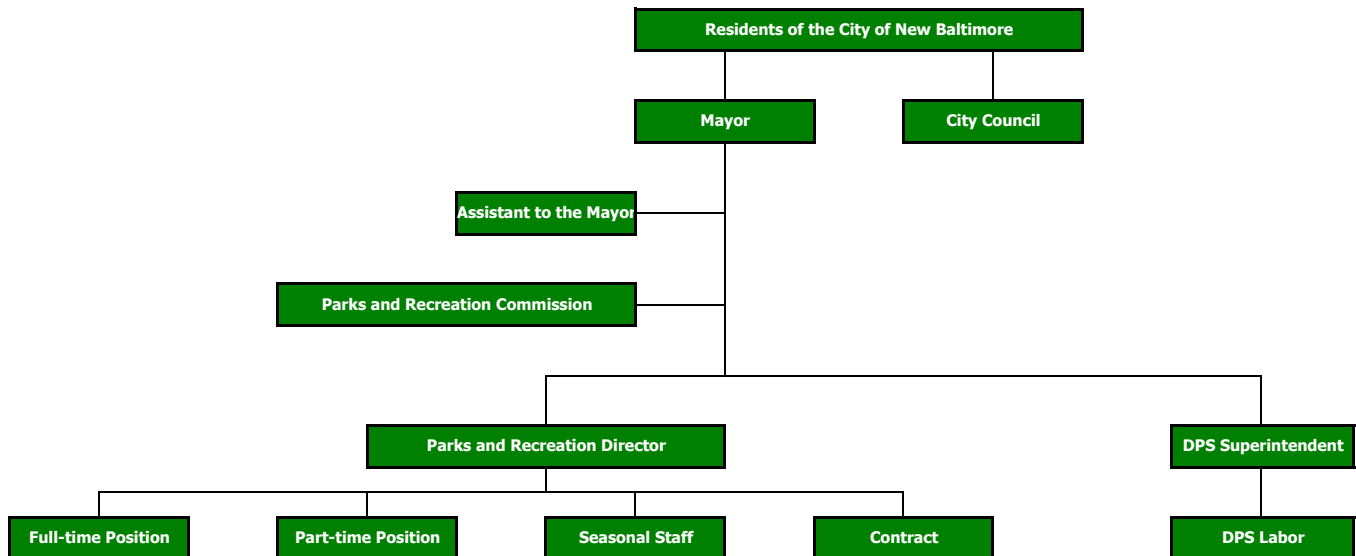 Residents of the City of New Baltimore
Mayor
City Council
Assistant to the Mayor
Parks and Recreation Commission
Parks and Recreation Director
DPS Superintendent
Full-time Position
Part-time Position
Seasonal Staff
Contract
DPS Labor